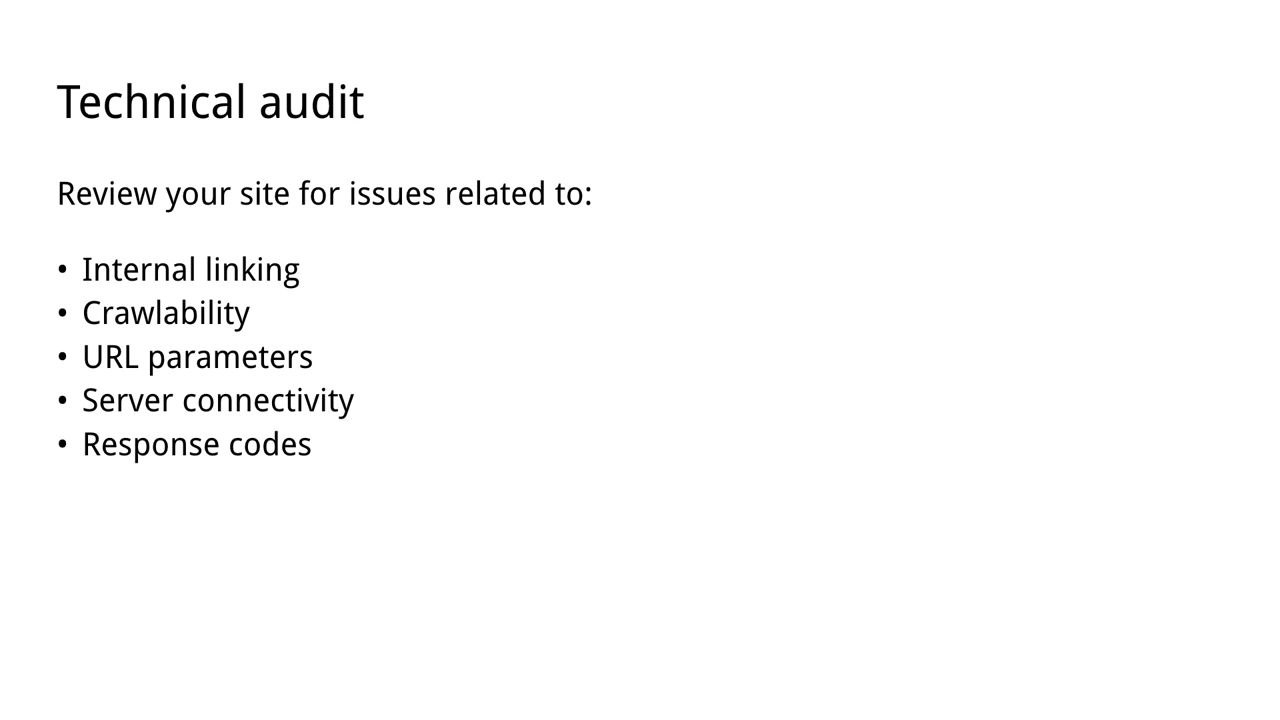 Technical audit
Review your site for issues related to:
• Internal linking
• Crawlability
• URL parameters
• Server connectivity
• Response codes